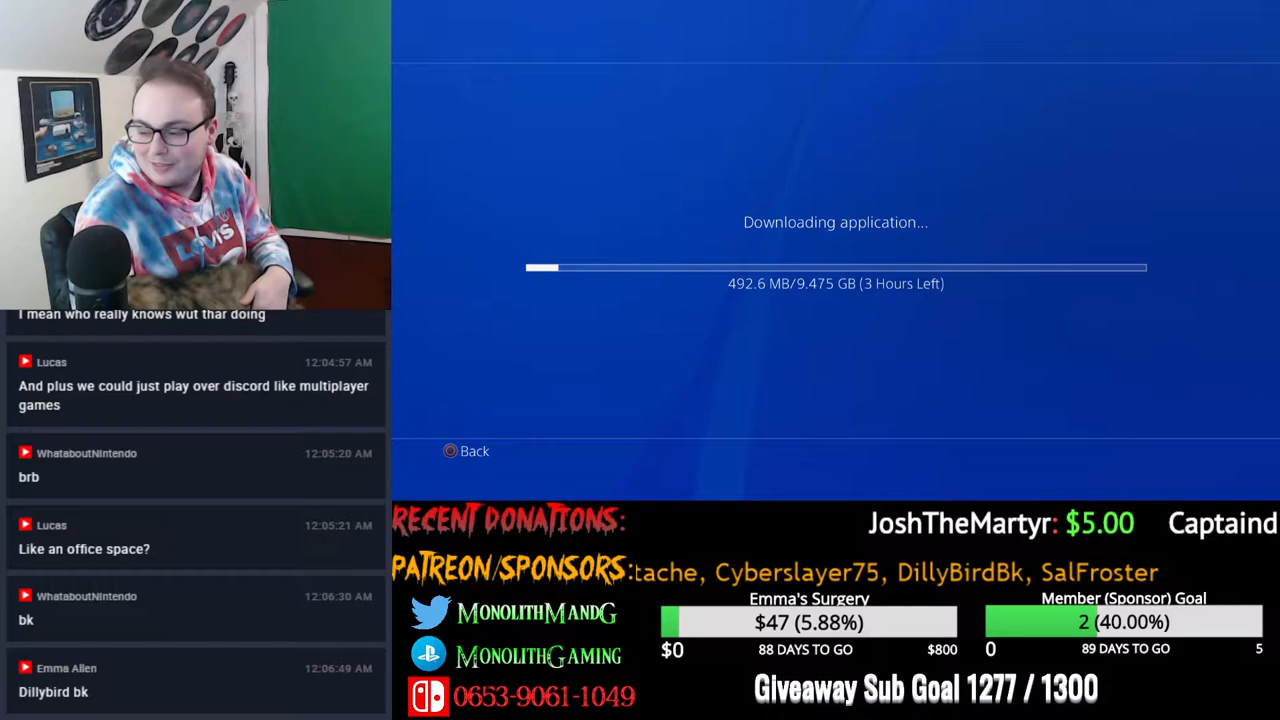 LEVI'S
Downloading application...
492.6 MB/9.475 GB (3 Hours Left)
Back
I mean who really knows wut thar doing
Lucas 12:04:57 AM
And plus we could just play over discord like multiplayer
games
WhataboutNintendo 12:05:20 AM
brb
Lucas 12:05:21 AM
Like an office space?
WhataboutNintendo 12:06:30 AM
bk
Emma Allen 12:06:49 AM
Dillybird bk
RECENT DONATIONS: JoshTheMartyr: $5.00 Captaind
PATREON/SPONSORS: tache, Cyberslayer75, DillyBirdBk, SalFroster
MonolithMandG
MonolithGaming
0653-9061-1049
Emma's Surgery
$47 (5.88%)
$0 88 DAYS TO GO $800
Member (Sponsor) Goal
2 (40.00%)
0 89 DAYS TO GO 5
Giveaway Sub Goal 1277 / 1300